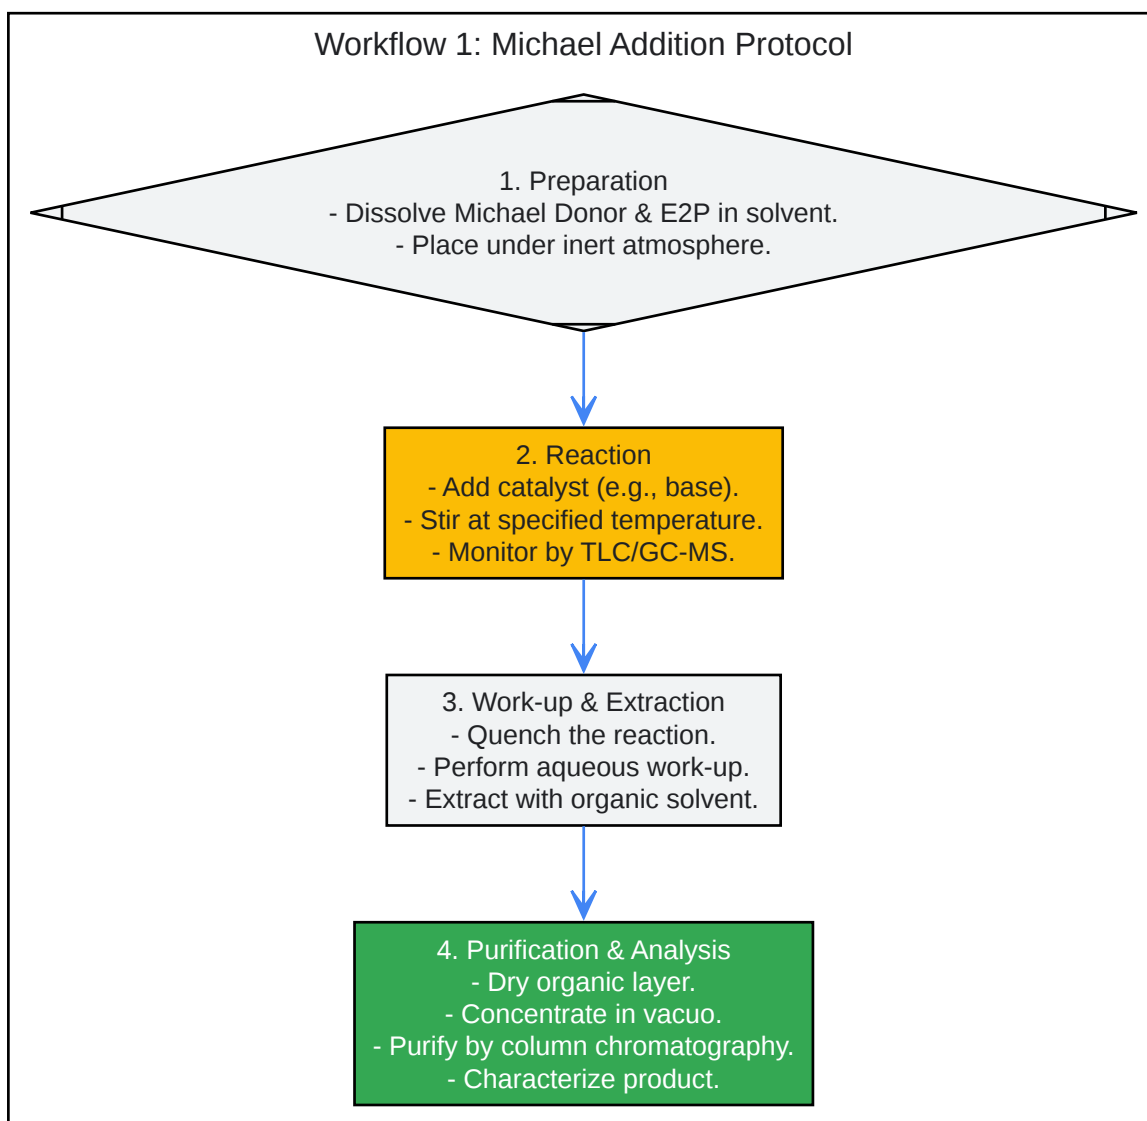 Workflow 1: Michael Addition Protocol
1. Preparation
- Dissolve Michael Donor & E2P in solvent.
- Place under inert atmosphere.
2. Reaction
- Add catalyst (e.g., base).
- Stir at specified temperature.
- Monitor by TLC/GC-MS.
3. Work-up & Extraction
- Quench the reaction.
- Perform aqueous work-up.
- Extract with organic solvent.
4. Purification & Analysis
- Dry organic layer.
- Concentrate in vacuo.
- Purify by column chromatography.
- Characterize product.